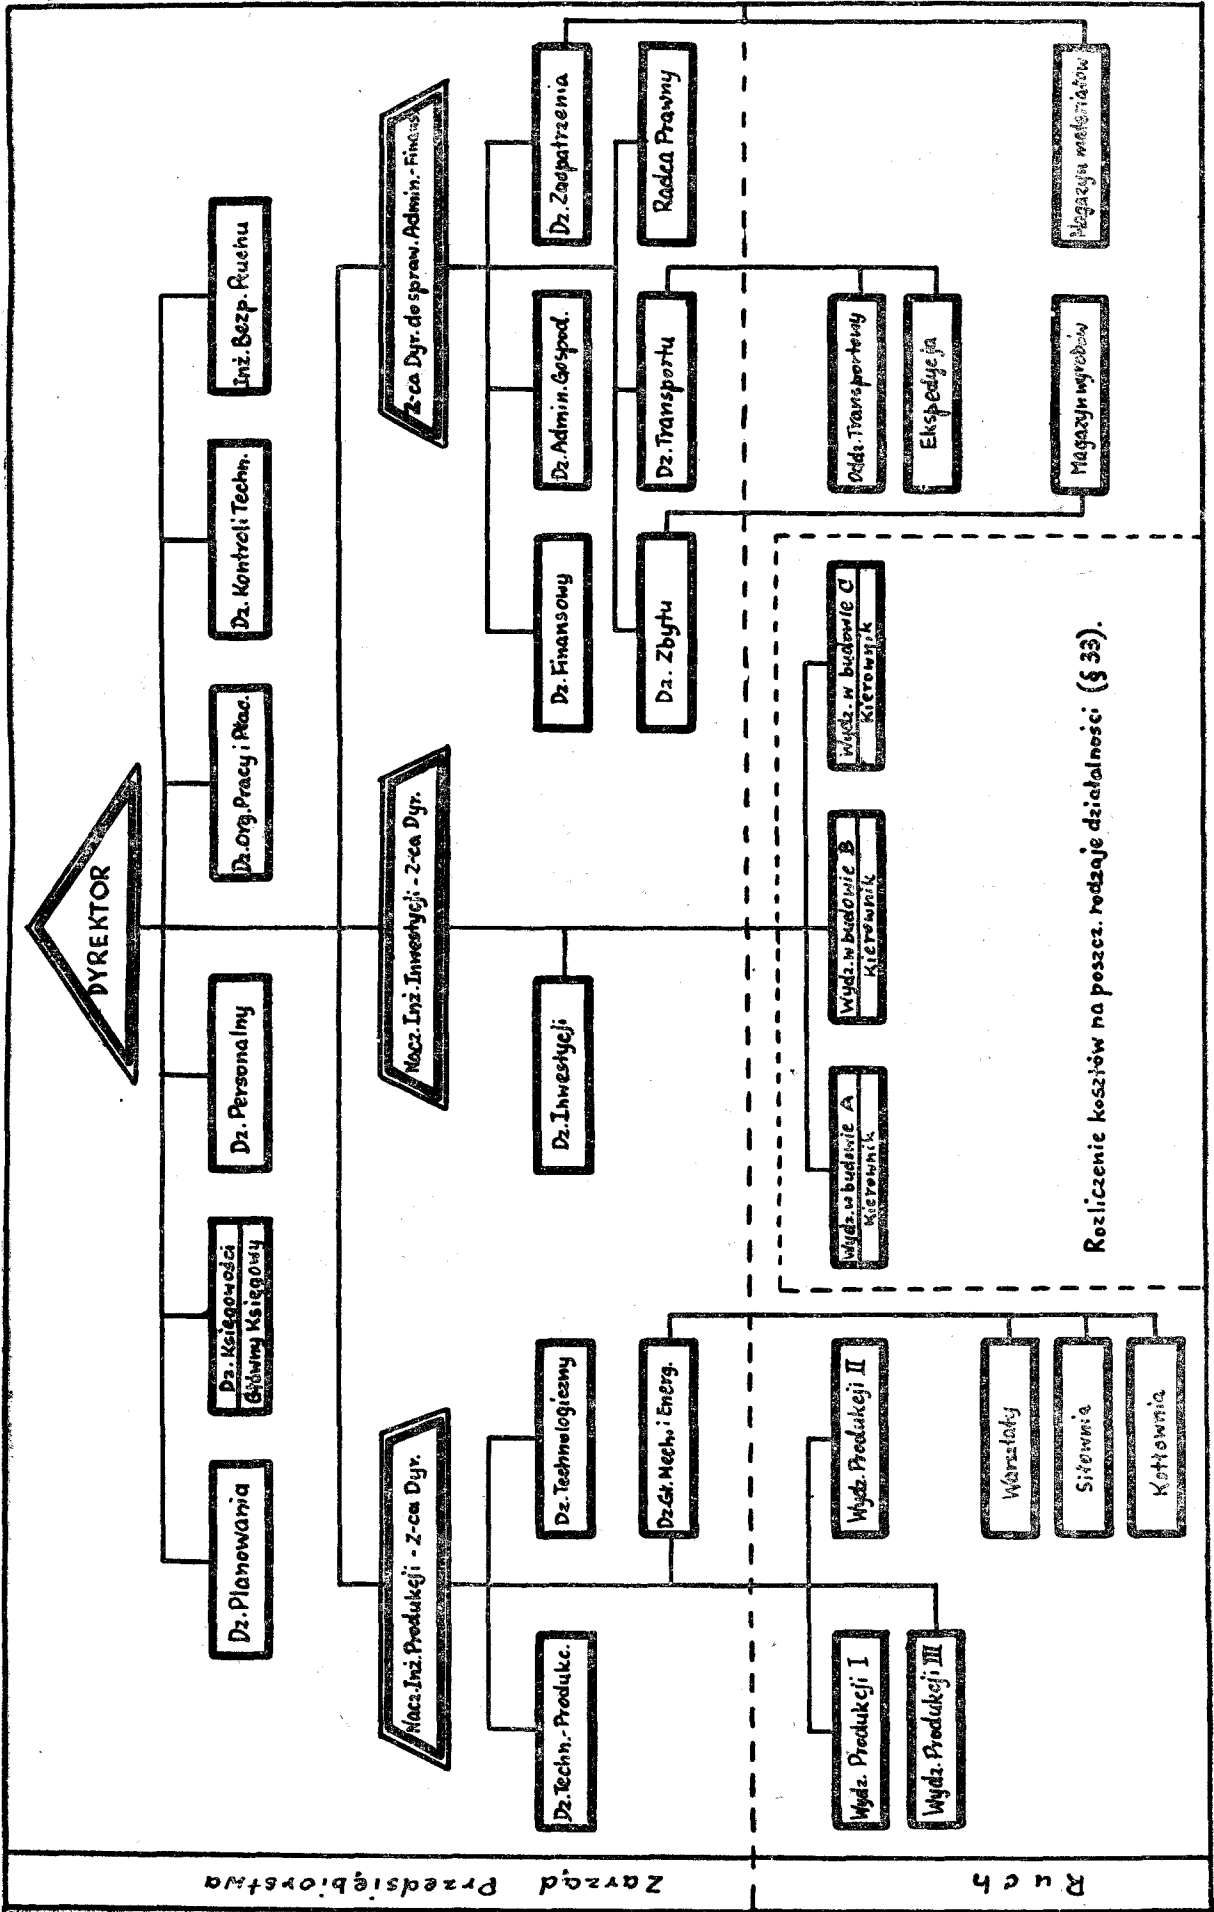 DYREKTOR
Dz. Planowania
Dz. Księgowości
Główny Księgowy
Dz. Personalny
Dz. Org. Pracy i Płac.
Dz. Kontroli Techn.
Inż. Bezp. Ruchu
Nacz. Inż. Produkcji - Z-ca Dyr.
Nacz. Inż. Inwestycji - Z-ca Dyr.
Z-ca Dyr. do spraw. Admin.-Finans.
Dz. Techn.-Produkc.
Dz. Technologiczny
Dz. Inwestycji
Dz. Finansowy
Dz. Admin. Gospod.
Dz. Zaopatrzenia
Dz. Gł. Mech. i Energ.
Dz. Zbytu
Dz. Transportu
Radca Prawny
Wydz. Produkcji I
Wydz. Produkcji II
Wydz. w budowie A
Kierownik
Wydz. w budowie B
Kierownik
Wydz. w budowie C
Kierownik
Oddz. Transportowy
Wydz. Produkcji III
Ekspedycja
Warsztaty
Siłownia
Kotłownia
Magazyn wyrobów
Magazyn materiałów
Rozliczenie kosztów na poszcz. rodzaje działalności (§ 33).
Zarząd Przedsiębiorstwa
Ruch